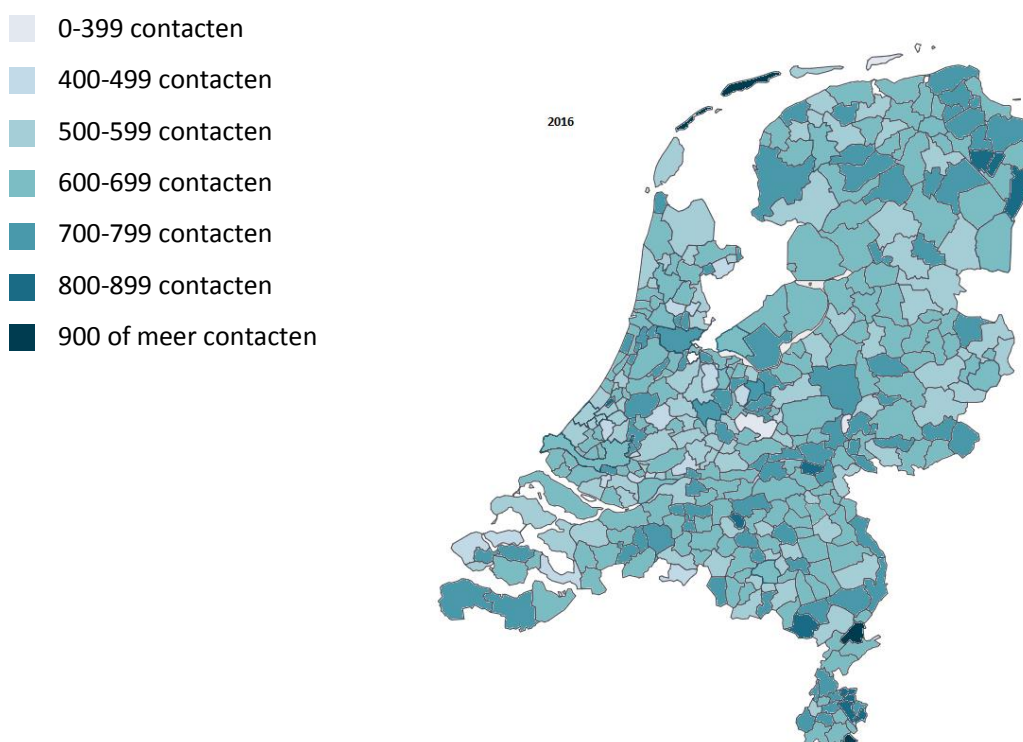 0-399 contacten
400-499 contacten
500-599 contacten
600-699 contacten
700-799 contacten
800-899 contacten
900 of meer contacten
2016